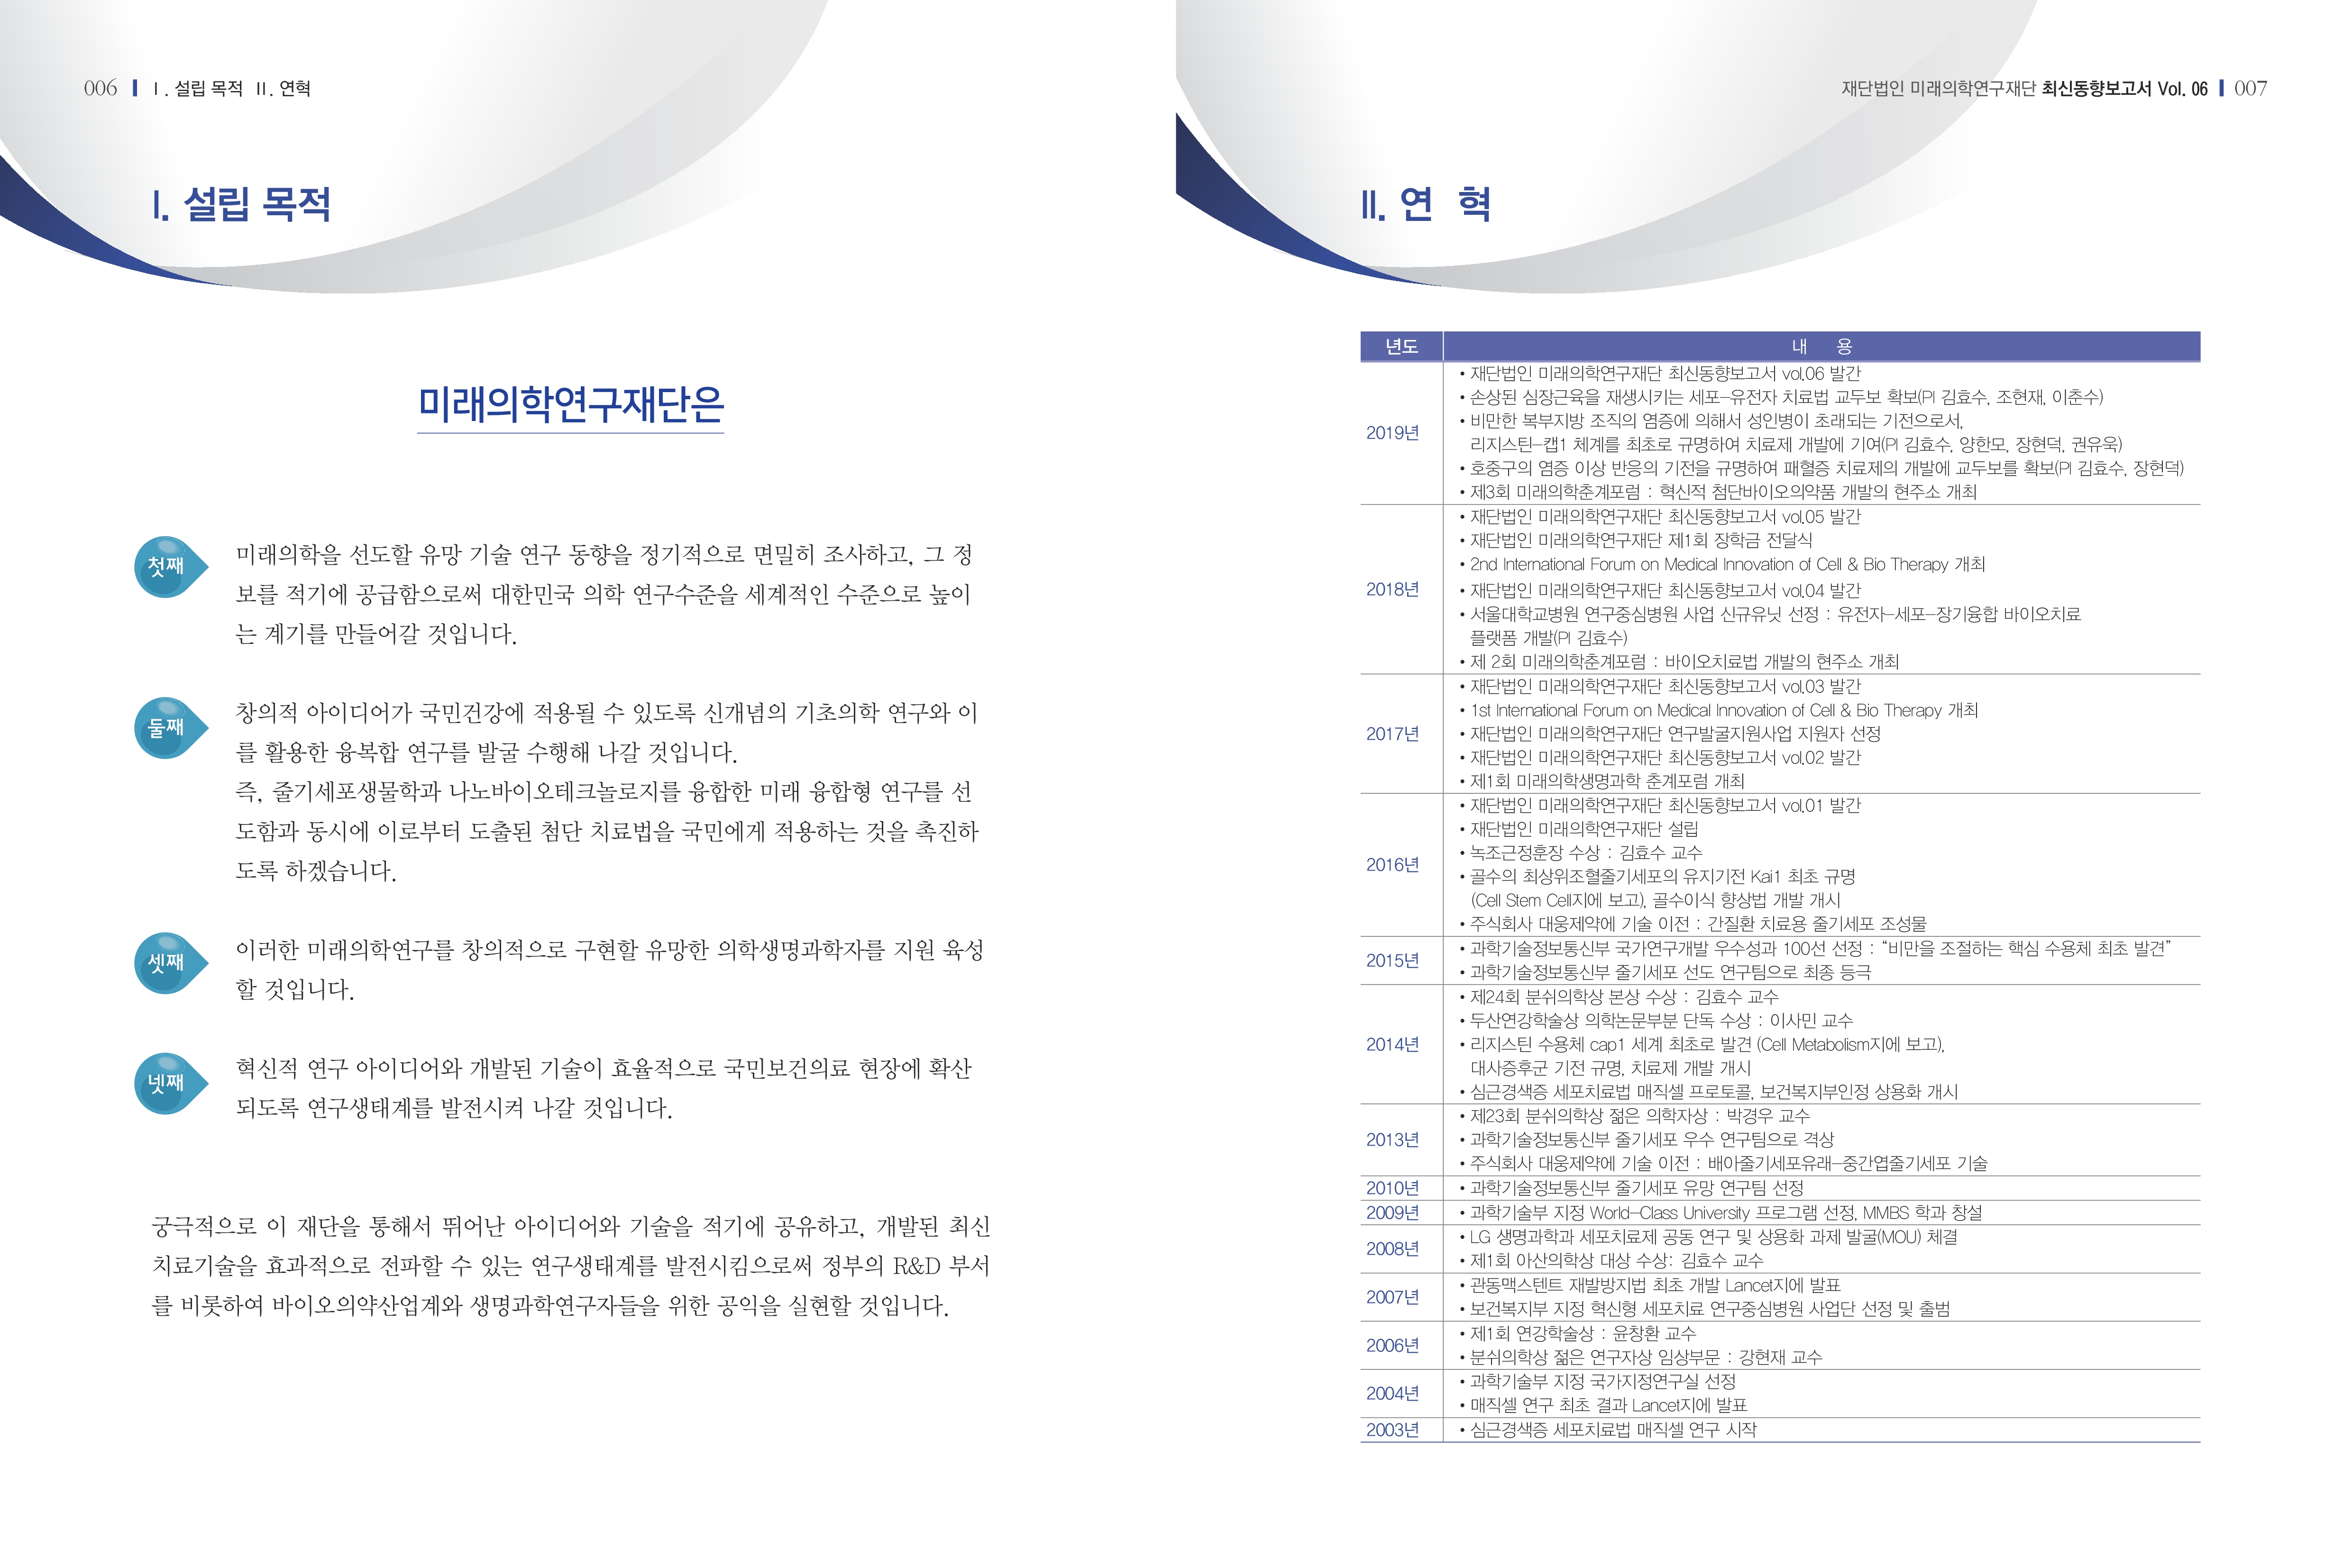 006 Ⅰ. 설립 목적 Ⅱ. 연혁
Ⅰ. 설립 목적
미래의학연구재단은
첫째
미래의학을 선도할 유망 기술 연구 동향을 정기적으로 면밀히 조사하고, 그 정
보를 적기에 공급함으로써 대한민국 의학 연구수준을 세계적인 수준으로 높이
는 계기를 만들어갈 것입니다.
둘째
창의적 아이디어가 국민건강에 적용될 수 있도록 신개념의 기초의학 연구와 이
를 활용한 융복합 연구를 발굴 수행해 나갈 것입니다.
즉, 줄기세포생물학과 나노바이오테크놀로지를 융합한 미래 융합형 연구를 선
도함과 동시에 이로부터 도출된 첨단 치료법을 국민에게 적용하는 것을 촉진하
도록 하겠습니다.
셋째
이러한 미래의학연구를 창의적으로 구현할 유망한 의학생명과학자를 지원 육성
할 것입니다.
넷째
혁신적 연구 아이디어와 개발된 기술이 효율적으로 국민보건의료 현장에 확산
되도록 연구생태계를 발전시켜 나갈 것입니다.
궁극적으로 이 재단을 통해서 뛰어난 아이디어와 기술을 적기에 공유하고, 개발된 최신
치료기술을 효과적으로 전파할 수 있는 연구생태계를 발전시킴으로써 정부의 R&D 부서
를 비롯하여 바이오의약산업계와 생명과학연구자들을 위한 공익을 실현할 것입니다.
재단법인 미래의학연구재단 최신동향보고서 Vol. 06 007
Ⅱ. 연 혁
년도 내 용
2019년
• 재단법인 미래의학연구재단 최신동향보고서 vol.06 발간
• 손상된 심장근육을 재생시키는 세포-유전자 치료법 교두보 확보(PI 김효수, 조현재, 이춘수)
• 비만한 복부지방 조직의 염증에 의해서 성인병이 초래되는 기전으로서,
리지스틴-캡1 체계를 최초로 규명하여 치료제 개발에 기여(PI 김효수, 양한모, 장현덕, 권유욱)
• 호중구의 염증 이상 반응의 기전을 규명하여 패혈증 치료제의 개발에 교두보를 확보(PI 김효수, 장현덕)
• 제3회 미래의학춘계포럼 : 혁신적 첨단바이오의약품 개발의 현주소 개최
2018년
• 재단법인 미래의학연구재단 최신동향보고서 vol.05 발간
• 재단법인 미래의학연구재단 제1회 장학금 전달식
• 2nd International Forum on Medical Innovation of Cell & Bio Therapy 개최
• 재단법인 미래의학연구재단 최신동향보고서 vol.04 발간
• 서울대학교병원 연구중심병원 사업 신규유닛 선정 : 유전자-세포-장기융합 바이오치료
플랫폼 개발(PI 김효수)
• 제 2회 미래의학춘계포럼 : 바이오치료법 개발의 현주소 개최
2017년
• 재단법인 미래의학연구재단 최신동향보고서 vol.03 발간
• 1st International Forum on Medical Innovation of Cell & Bio Therapy 개최
• 재단법인 미래의학연구재단 연구발굴지원사업 지원자 선정
• 재단법인 미래의학연구재단 최신동향보고서 vol.02 발간
• 제1회 미래의학생명과학 춘계포럼 개최
2016년
• 재단법인 미래의학연구재단 최신동향보고서 vol.01 발간
• 재단법인 미래의학연구재단 설립
• 녹조근정훈장 수상 : 김효수 교수
• 골수의 최상위조혈줄기세포의 유지기전 Kai1 최초 규명
(Cell Stem Cell지에 보고), 골수이식 향상법 개발 개시
• 주식회사 대웅제약에 기술 이전 : 간질환 치료용 줄기세포 조성물
2015년
• 과학기술정보통신부 국가연구개발 우수성과 100선 선정 : “비만을 조절하는 핵심 수용체 최초 발견”
• 과학기술정보통신부 줄기세포 선도 연구팀으로 최종 등극
2014년
• 제24회 분쉬의학상 본상 수상 : 김효수 교수
• 두산연강학술상 의학논문부분 단독 수상 : 이사민 교수
• 리지스틴 수용체 cap1 세계 최초로 발견 (Cell Metabolism지에 보고),
대사증후군 기전 규명, 치료제 개발 개시
• 심근경색증 세포치료법 매직셀 프로토콜, 보건복지부인정 상용화 개시
2013년
• 제23회 분쉬의학상 젊은 의학자상 : 박경우 교수
• 과학기술정보통신부 줄기세포 우수 연구팀으로 격상
• 주식회사 대웅제약에 기술 이전 : 배아줄기세포유래-중간엽줄기세포 기술
2010년
• 과학기술정보통신부 줄기세포 유망 연구팀 선정
2009년
• 과학기술부 지정 World-Class University 프로그램 선정, MMBS 학과 창설
2008년
• LG 생명과학과 세포치료제 공동 연구 및 상용화 과제 발굴(MOU) 체결
• 제1회 아산의학상 대상 수상: 김효수 교수
2007년
• 관동맥스텐트 재발방지법 최초 개발 Lancet지에 발표
• 보건복지부 지정 혁신형 세포치료 연구중심병원 사업단 선정 및 출범
2006년
• 제1회 연강학술상 : 윤창환 교수
• 분쉬의학상 젊은 연구자상 임상부문 : 강현재 교수
2004년
• 과학기술부 지정 국가지정연구실 선정
• 매직셀 연구 최초 결과 Lancet지에 발표
2003년
• 심근경색증 세포치료법 매직셀 연구 시작